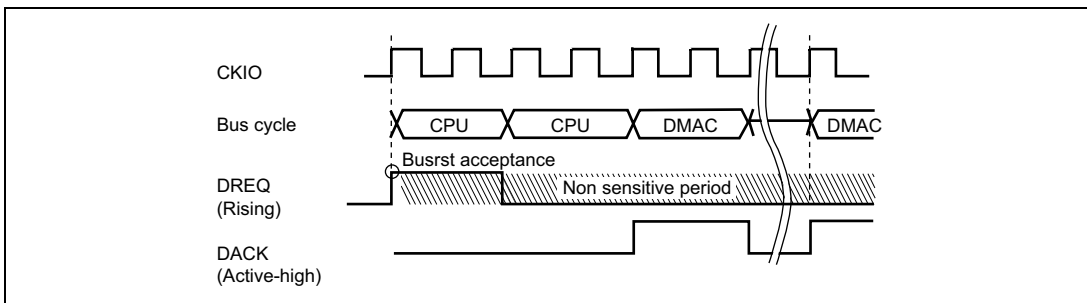 CKIO
Bus cycle
CPU
CPU
DMAC
DMAC
Busrst acceptance
DREQ
(Rising)
Non sensitive period
DACK
(Active-high)